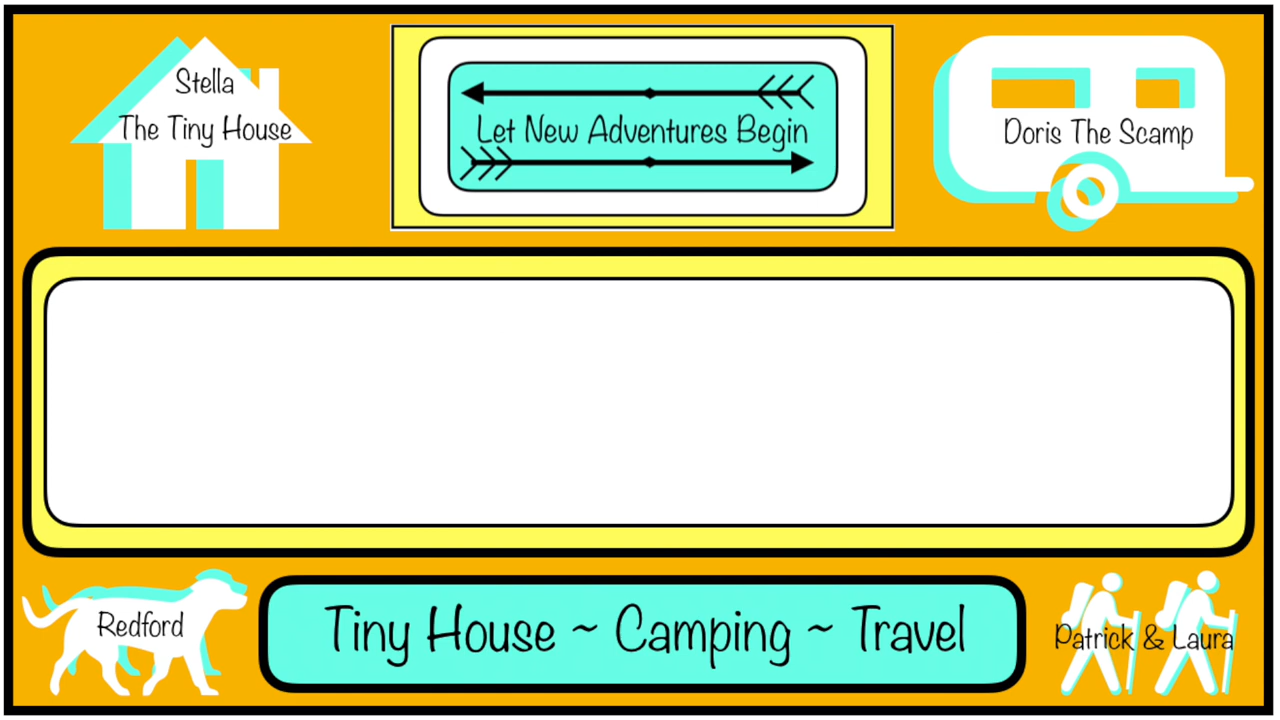 Stella
The Tiny House
Let New Adventures Begin
Doris The Scamp
Redford
Tiny House ~ Camping ~ Travel
Patrick & Laura